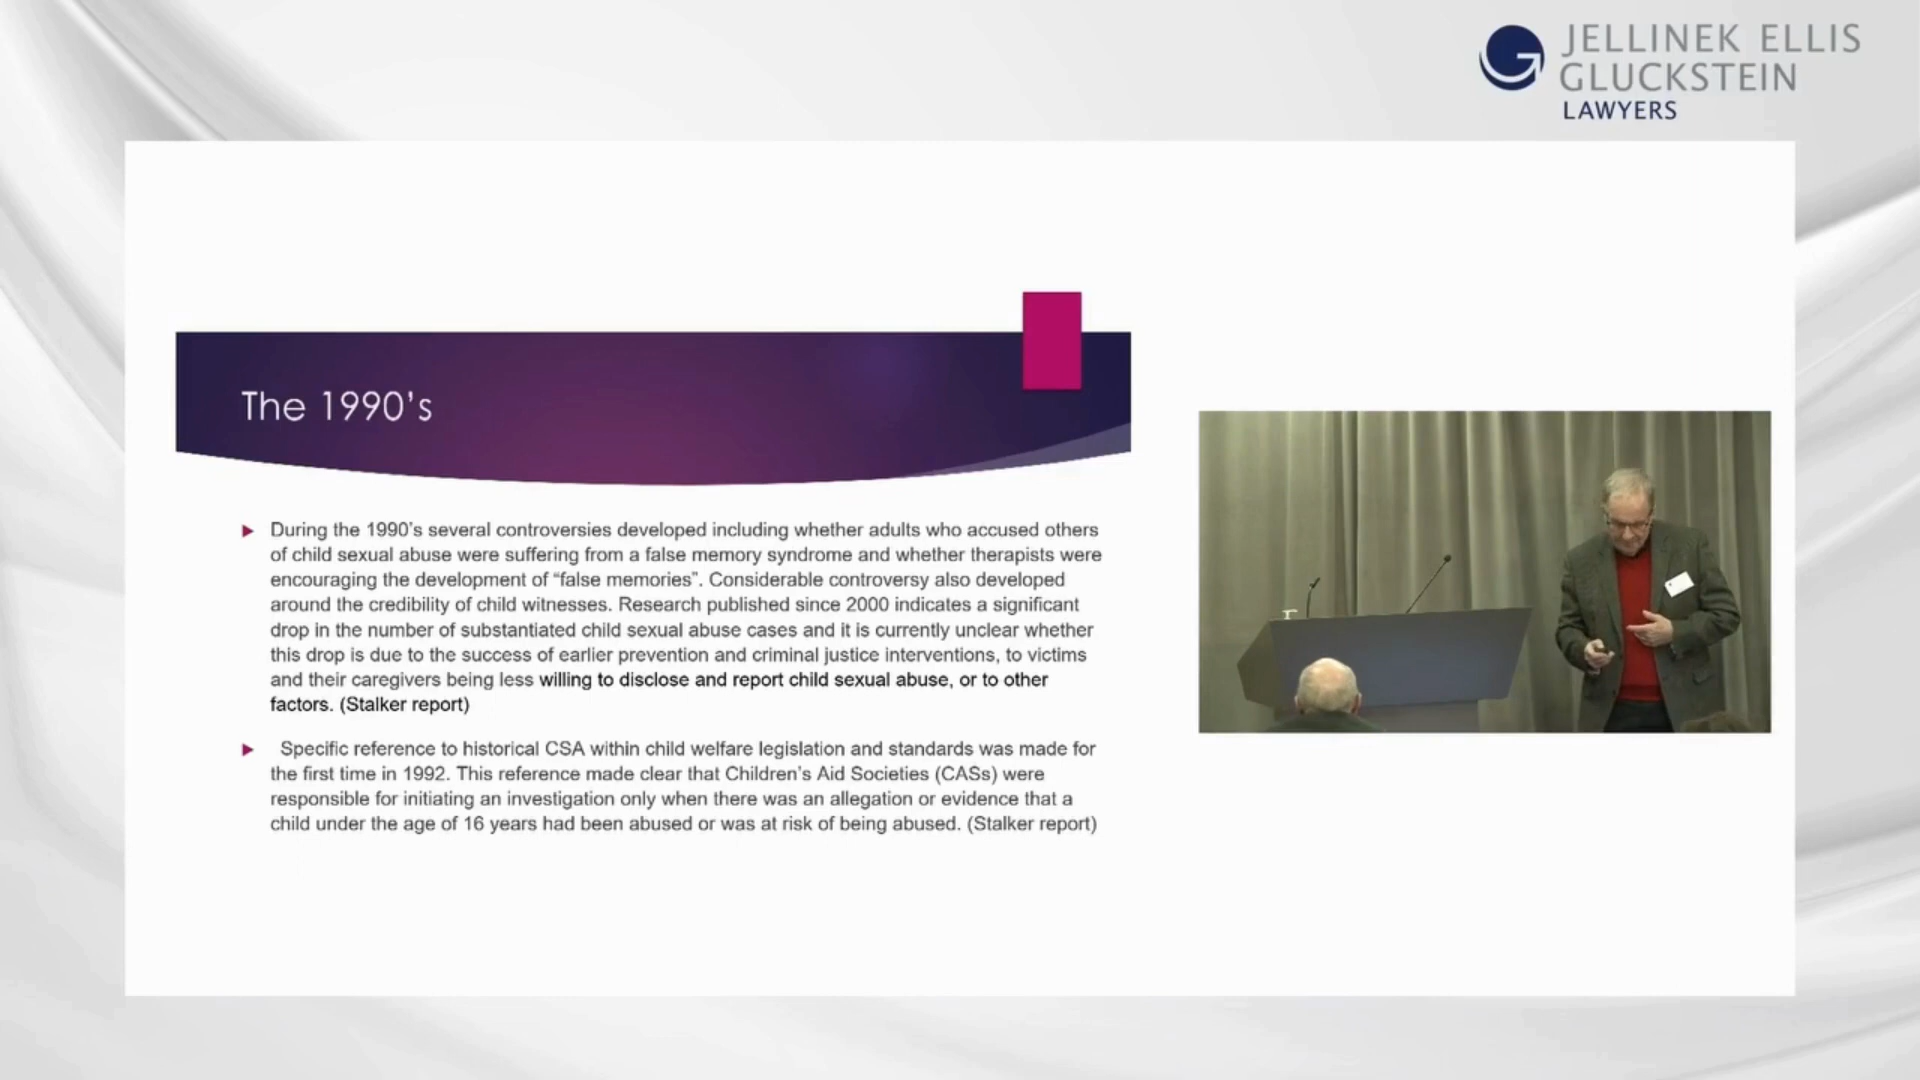 JELLINEK ELLIS
GLUCKSTEIN
LAWYERS
The 1990's
During the 1990's several controversies developed including whether adults who accused others
of child sexual abuse were suffering from a false memory syndrome and whether therapists were
encouraging the development of “false memories”. Considerable controversy also developed
around the credibility of child witnesses. Research published since 2000 indicates a significant
drop in the number of substantiated child sexual abuse cases and it is currently unclear whether
this drop is due to the success of earlier prevention and criminal justice interventions, to victims
and their caregivers being less willing to disclose and report child sexual abuse, or to other
factors. (Stalker report)
Specific reference to historical CSA within child welfare legislation and standards was made for
the first time in 1992. This reference made clear that Children's Aid Societies (CASs) were
responsible for initiating an investigation only when there was an allegation or evidence that a
child under the age of 16 years had been abused or was at risk of being abused. (Stalker report)